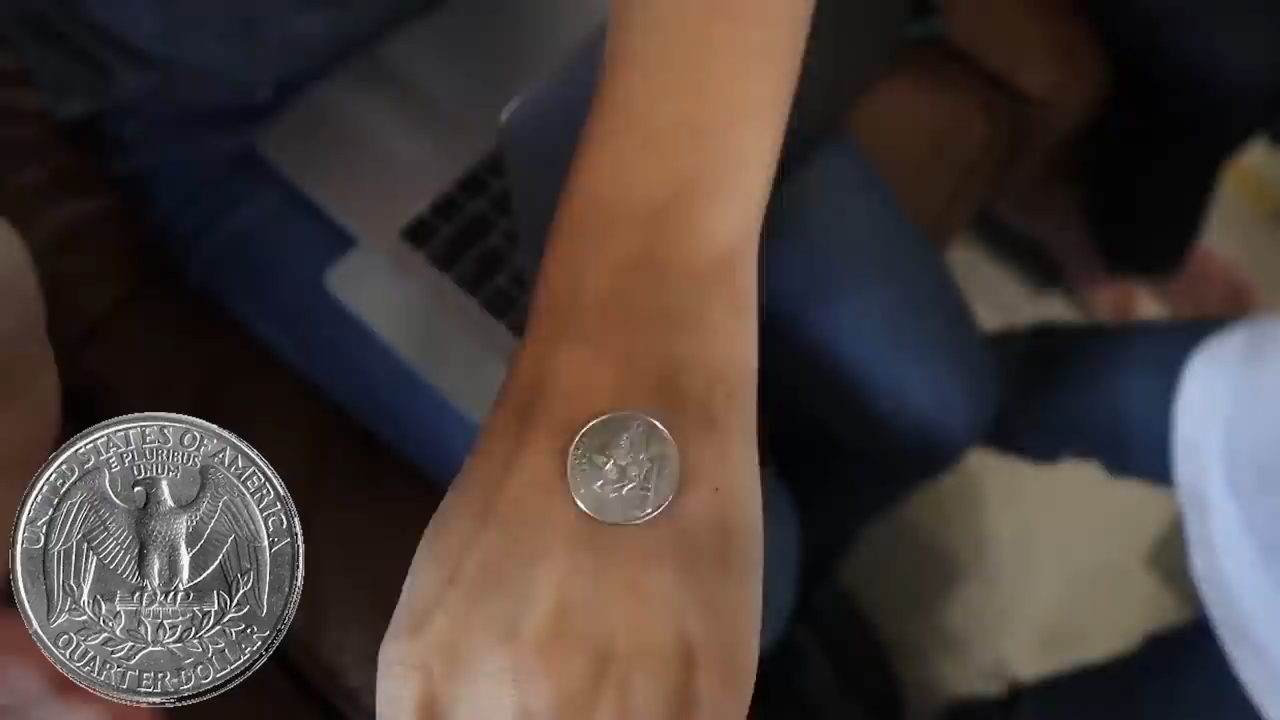 UNITED STATES OF AMERICA
E PLURIBUS
UNUM
QUARTER DOLLAR